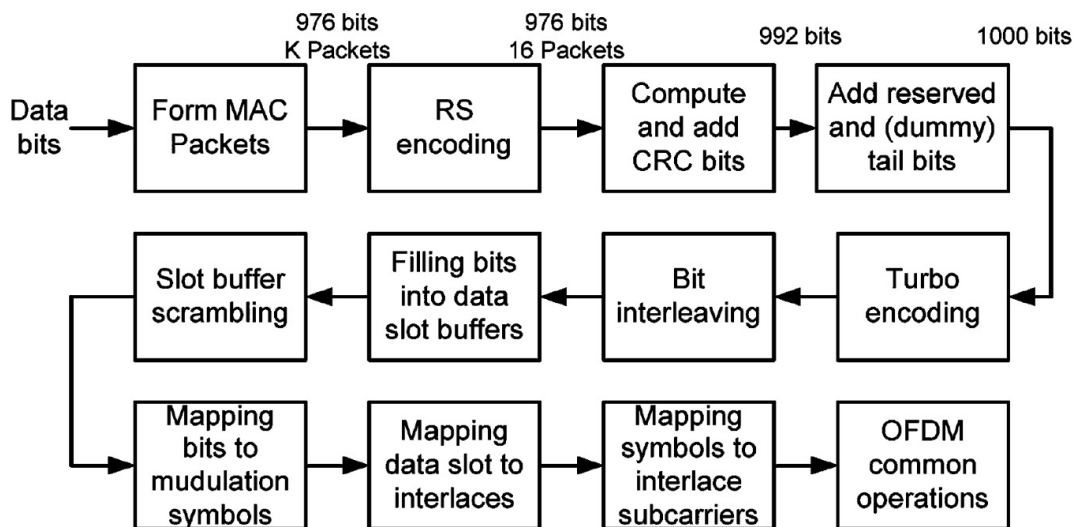 976 bits
K Packets
976 bits
16 Packets
992 bits
1000 bits
Data
bits
Form MAC
Packets
RS
encoding
Compute
and add
CRC bits
Add reserved
and (dummy)
tail bits
Slot buffer
scrambling
Filling bits
into data
slot buffers
Bit
interleaving
Turbo
encoding
Mapping
bits to
mudulation
symbols
Mapping
data slot to
interlaces
Mapping
symbols to
interlace
subcarriers
OFDM
common
operations